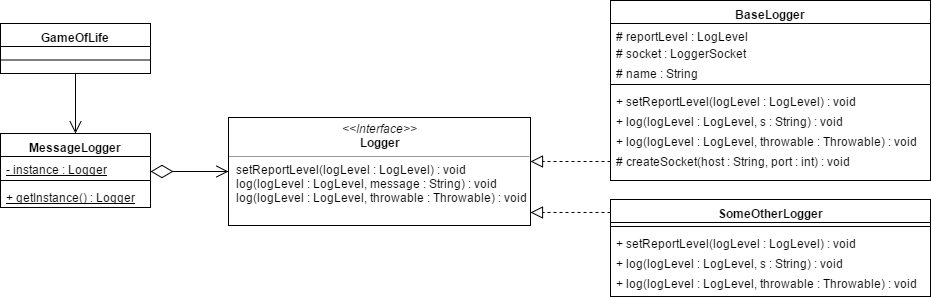 GameOfLife
MessageLogger
- instance : Logger
+ getInstance() : Logger
<<Interface>>
Logger
setReportLevel(logLevel : LogLevel) : void
log(logLevel : LogLevel, message : String) : void
log(logLevel : LogLevel, throwable : Throwable) : void
BaseLogger
# reportLevel : LogLevel
# socket : LoggerSocket
# name : String
+ setReportLevel(logLevel : LogLevel) : void
+ log(logLevel : LogLevel, s : String) : void
+ log(logLevel : LogLevel, throwable : Throwable) : void
# createSocket(host : String, port : int) : void
SomeOtherLogger
+ setReportLevel(logLevel : LogLevel) : void
+ log(logLevel : LogLevel, s : String) : void
+ log(logLevel : LogLevel, throwable : Throwable) : void